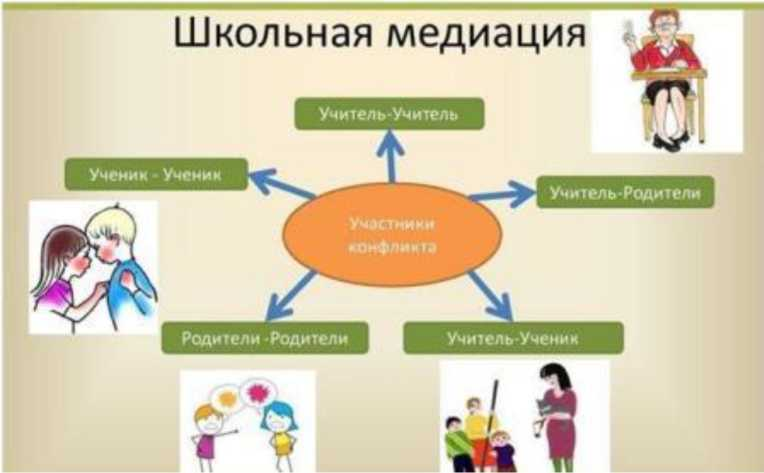 Школьная медиация
Учитель-Учитель
Ученик - Ученик
Учитель-Родители
Участники
конфликта
Родители -Родители
Учитель-Ученик